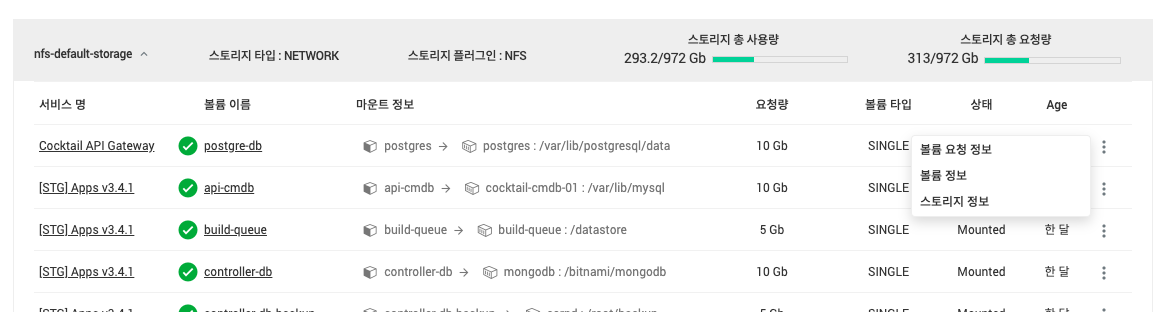 nfs-default-storage 스토리지 타입 : NETWORK 스토리지 플러그인 : NFS 스토리지 총 사용량 293.2/972 Gb 스토리지 총 요청량 313/972 Gb
서비스 명 볼륨 이름 마운트 정보 요청량 볼륨 타입 상태 Age
Cocktail API Gateway postgre-db postgres → postgres : /var/lib/postgresql/data 10 Gb SINGLE
볼륨 요청 정보
볼륨 정보
스토리지 정보
[STG] Apps v3.4.1 api-cmdb api-cmdb → cocktail-cmdb-01 : /var/lib/mysql 10 Gb SINGLE
[STG] Apps v3.4.1 build-queue build-queue → build-queue : /datastore 5 Gb SINGLE Mounted 한 달
[STG] Apps v3.4.1 controller-db controller-db → mongodb : /bitnami/mongodb 10 Gb SINGLE Mounted 한 달
[STG] Apps v3.4.1